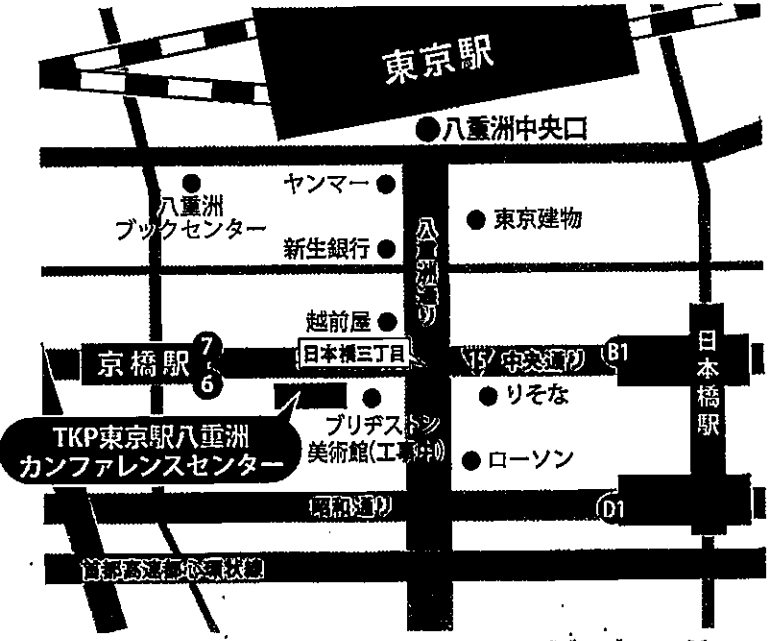 東京駅
八重洲中央口
ヤンマー
八重洲
ブックセンター
東京建物
新生銀行
八重洲通り
越前屋
日本橋三丁目
京橋駅
7
6
15
中央通り
B1
日本橋駅
りそな
ブリヂストン
美術館(工事中)
TKP東京駅八重洲
カンファレンスセンター
ローソン
昭和通り
D1
首都高速都心環状線